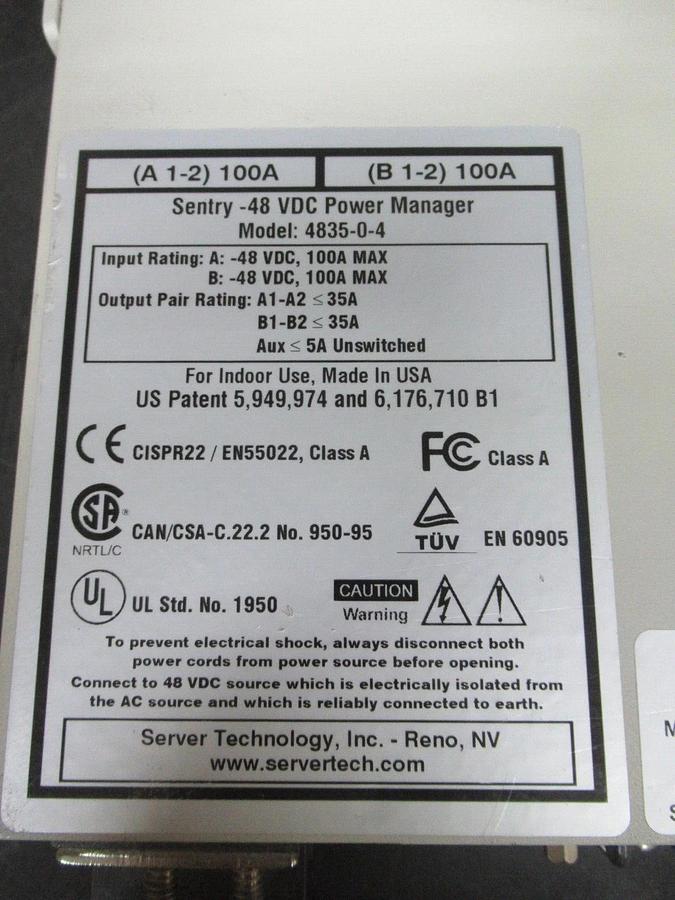 (A 1-2) 100A (B 1-2) 100A
Sentry -48 VDC Power Manager
Model: 4835-0-4
Input Rating: A: -48 VDC, 100A MAX
B: -48 VDC, 100A MAX
Output Pair Rating: A1-A2 ≤ 35A
B1-B2 ≤ 35A
Aux ≤ 5A Unswitched
For Indoor Use, Made In USA
US Patent 5,949,974 and 6,176,710 B1
CE CISPR22 / EN55022, Class A FC Class A
SA® CAN/CSA-C.22.2 No. 950-95 TÜV EN 60905
NRTL/C
UL UL Std. No. 1950 CAUTION
Warning
To prevent electrical shock, always disconnect both
power cords from power source before opening.
Connect to 48 VDC source which is electrically isolated from
the AC source and which is reliably connected to earth.
Server Technology, Inc. - Reno, NV
www.servertech.com